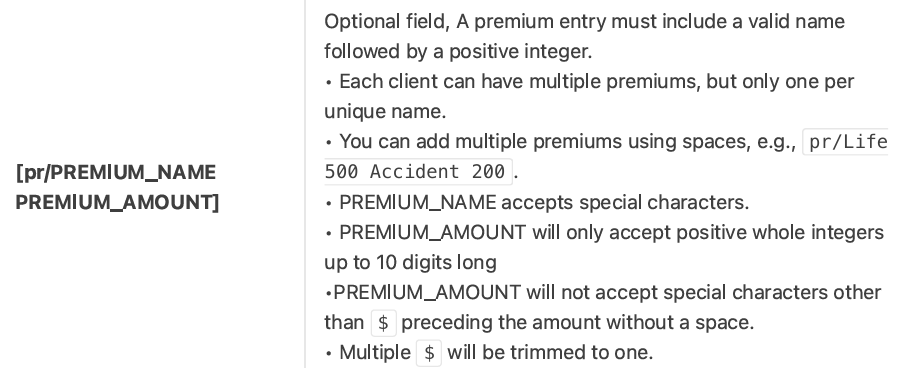 [pr/PREMIUM_NAME
PREMIUM_AMOUNT]
Optional field, A premium entry must include a valid name
followed by a positive integer.
• Each client can have multiple premiums, but only one per
unique name.
• You can add multiple premiums using spaces, e.g., pr/Life
500 Accident 200.
• PREMIUM_NAME accepts special characters.
• PREMIUM_AMOUNT will only accept positive whole integers
up to 10 digits long
•PREMIUM_AMOUNT will not accept special characters other
than $ preceding the amount without a space.
• Multiple $ will be trimmed to one.